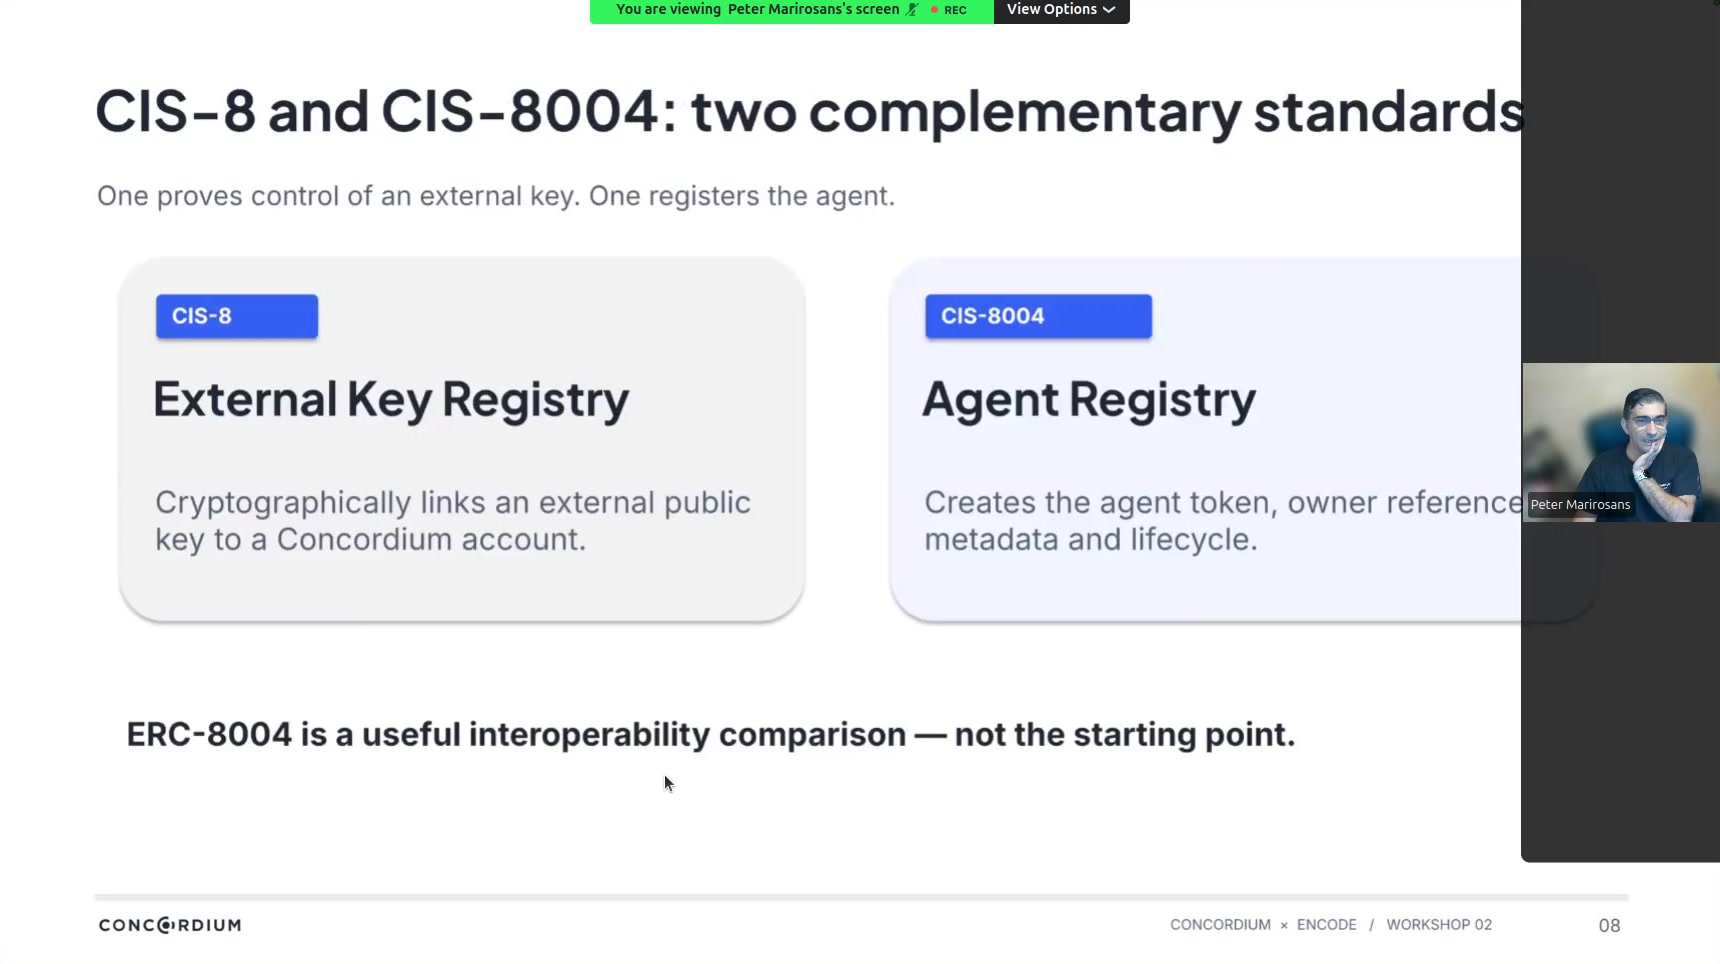 You are viewing Peter Marirosans's screen REC View Options
CIS-8 and CIS-8004: two complementary standards
One proves control of an external key. One registers the agent.
CIS-8
External Key Registry
Cryptographically links an external public
key to a Concordium account.
CIS-8004
Agent Registry
Creates the agent token, owner reference
metadata and lifecycle.
Peter Marirosans
ERC-8004 is a useful interoperability comparison — not the starting point.
CONCORDIUM
CONCORDIUM × ENCODE / WORKSHOP 02
08